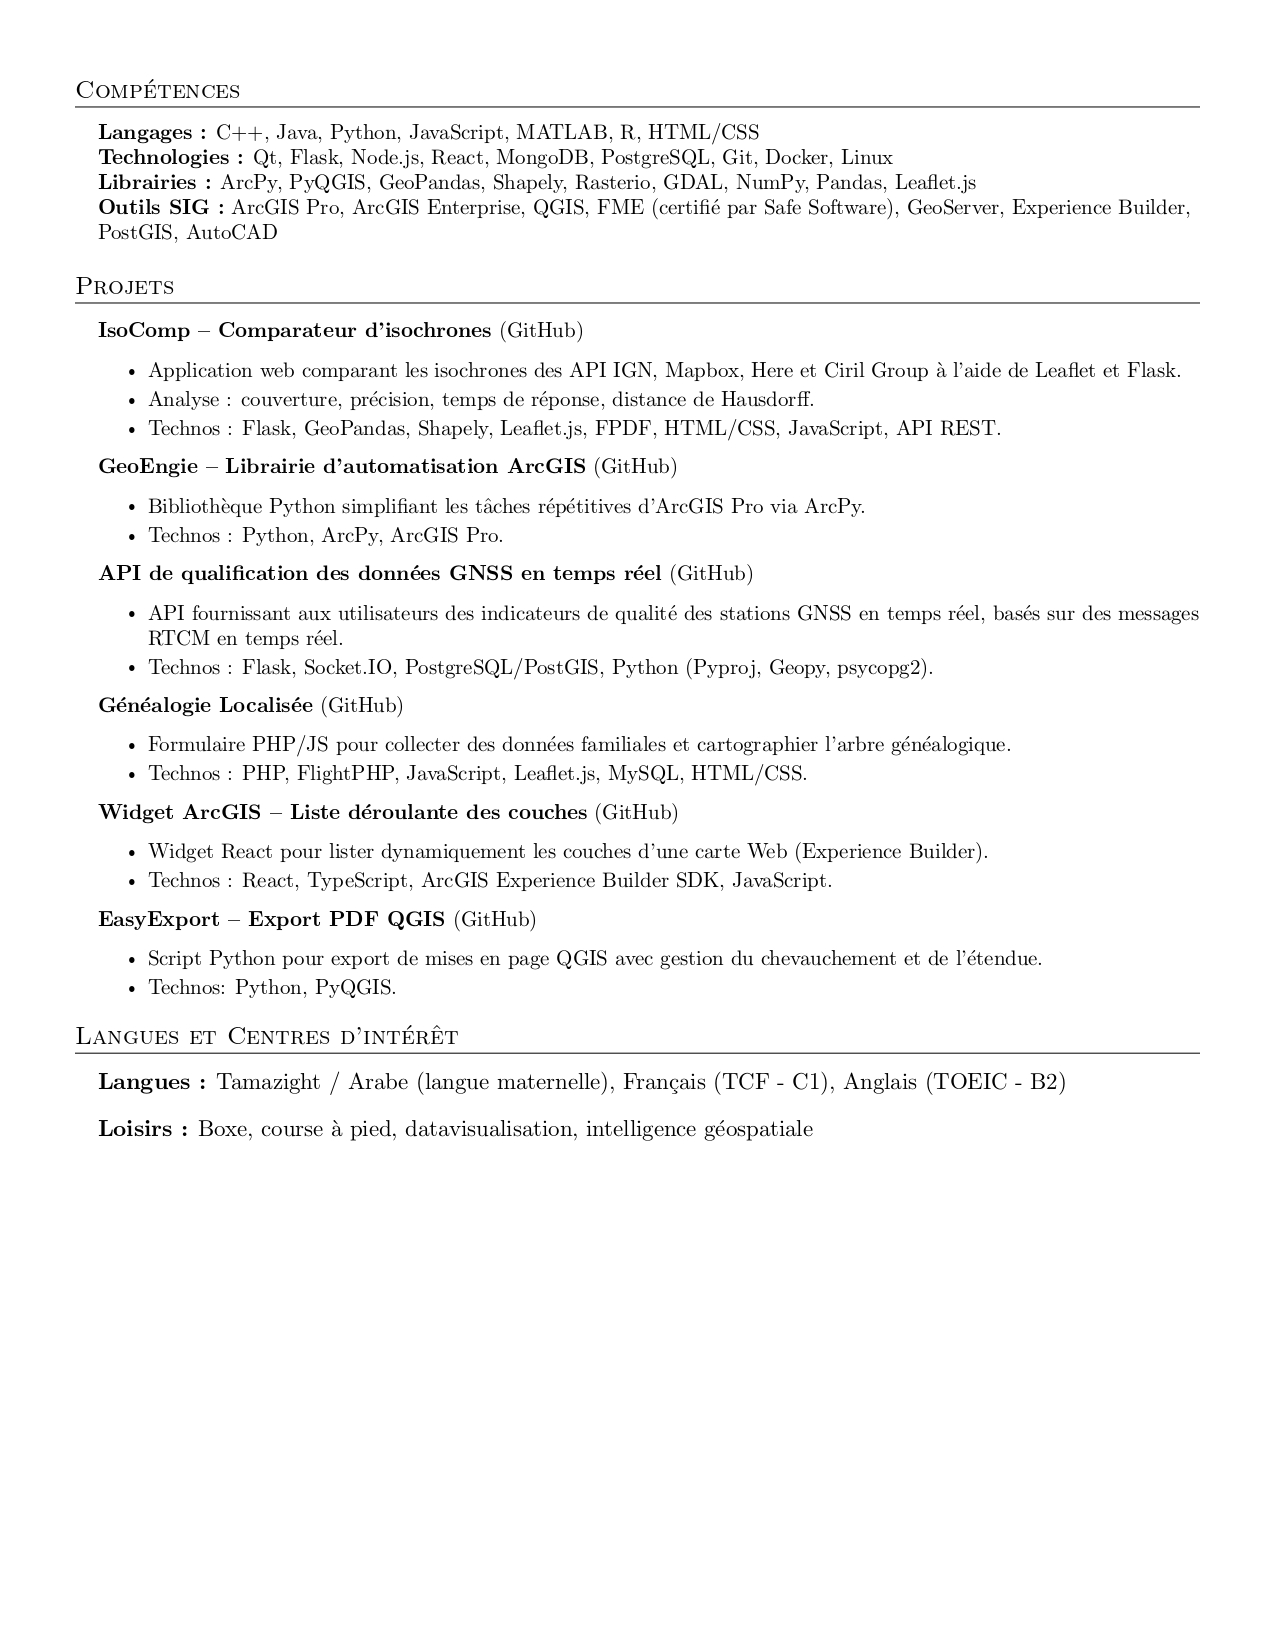 Compétences
Langages : C++, Java, Python, JavaScript, MATLAB, R, HTML/CSS
Technologies : Qt, Flask, Node.js, React, MongoDB, PostgreSQL, Git, Docker, Linux
Librairies : ArcPy, PyQGIS, GeoPandas, Shapely, Rasterio, GDAL, NumPy, Pandas, Leaflet.js
Outils SIG : ArcGIS Pro, ArcGIS Enterprise, QGIS, FME (certifié par Safe Software), GeoServer, Experience Builder,
PostGIS, AutoCAD
Projets
IsoComp – Comparateur d'isochrones (GitHub)
• Application web comparant les isochrones des API IGN, Mapbox, Here et Ciril Group à l'aide de Leaflet et Flask.
• Analyse : couverture, précision, temps de réponse, distance de Hausdorff.
• Technos : Flask, GeoPandas, Shapely, Leaflet.js, FPDF, HTML/CSS, JavaScript, API REST.
GeoEngie – Librairie d'automatisation ArcGIS (GitHub)
• Bibliothèque Python simplifiant les tâches répétitives d'ArcGIS Pro via ArcPy.
• Technos : Python, ArcPy, ArcGIS Pro.
API de qualification des données GNSS en temps réel (GitHub)
• API fournissant aux utilisateurs des indicateurs de qualité des stations GNSS en temps réel, basés sur des messages
RTCM en temps réel.
• Technos : Flask, Socket.IO, PostgreSQL/PostGIS, Python (Pyproj, Geopy, psycopg2).
Généalogie Localisée (GitHub)
• Formulaire PHP/JS pour collecter des données familiales et cartographier l'arbre généalogique.
• Technos : PHP, FlightPHP, JavaScript, Leaflet.js, MySQL, HTML/CSS.
Widget ArcGIS – Liste déroulante des couches (GitHub)
• Widget React pour lister dynamiquement les couches d'une carte Web (Experience Builder).
• Technos : React, TypeScript, ArcGIS Experience Builder SDK, JavaScript.
EasyExport – Export PDF QGIS (GitHub)
• Script Python pour export de mises en page QGIS avec gestion du chevauchement et de l'étendue.
• Technos: Python, PyQGIS.
Langues et Centres d'intérêt
Langues : Tamazight / Arabe (langue maternelle), Français (TCF - C1), Anglais (TOEIC - B2)
Loisirs : Boxe, course à pied, datavisualisation, intelligence géospatiale